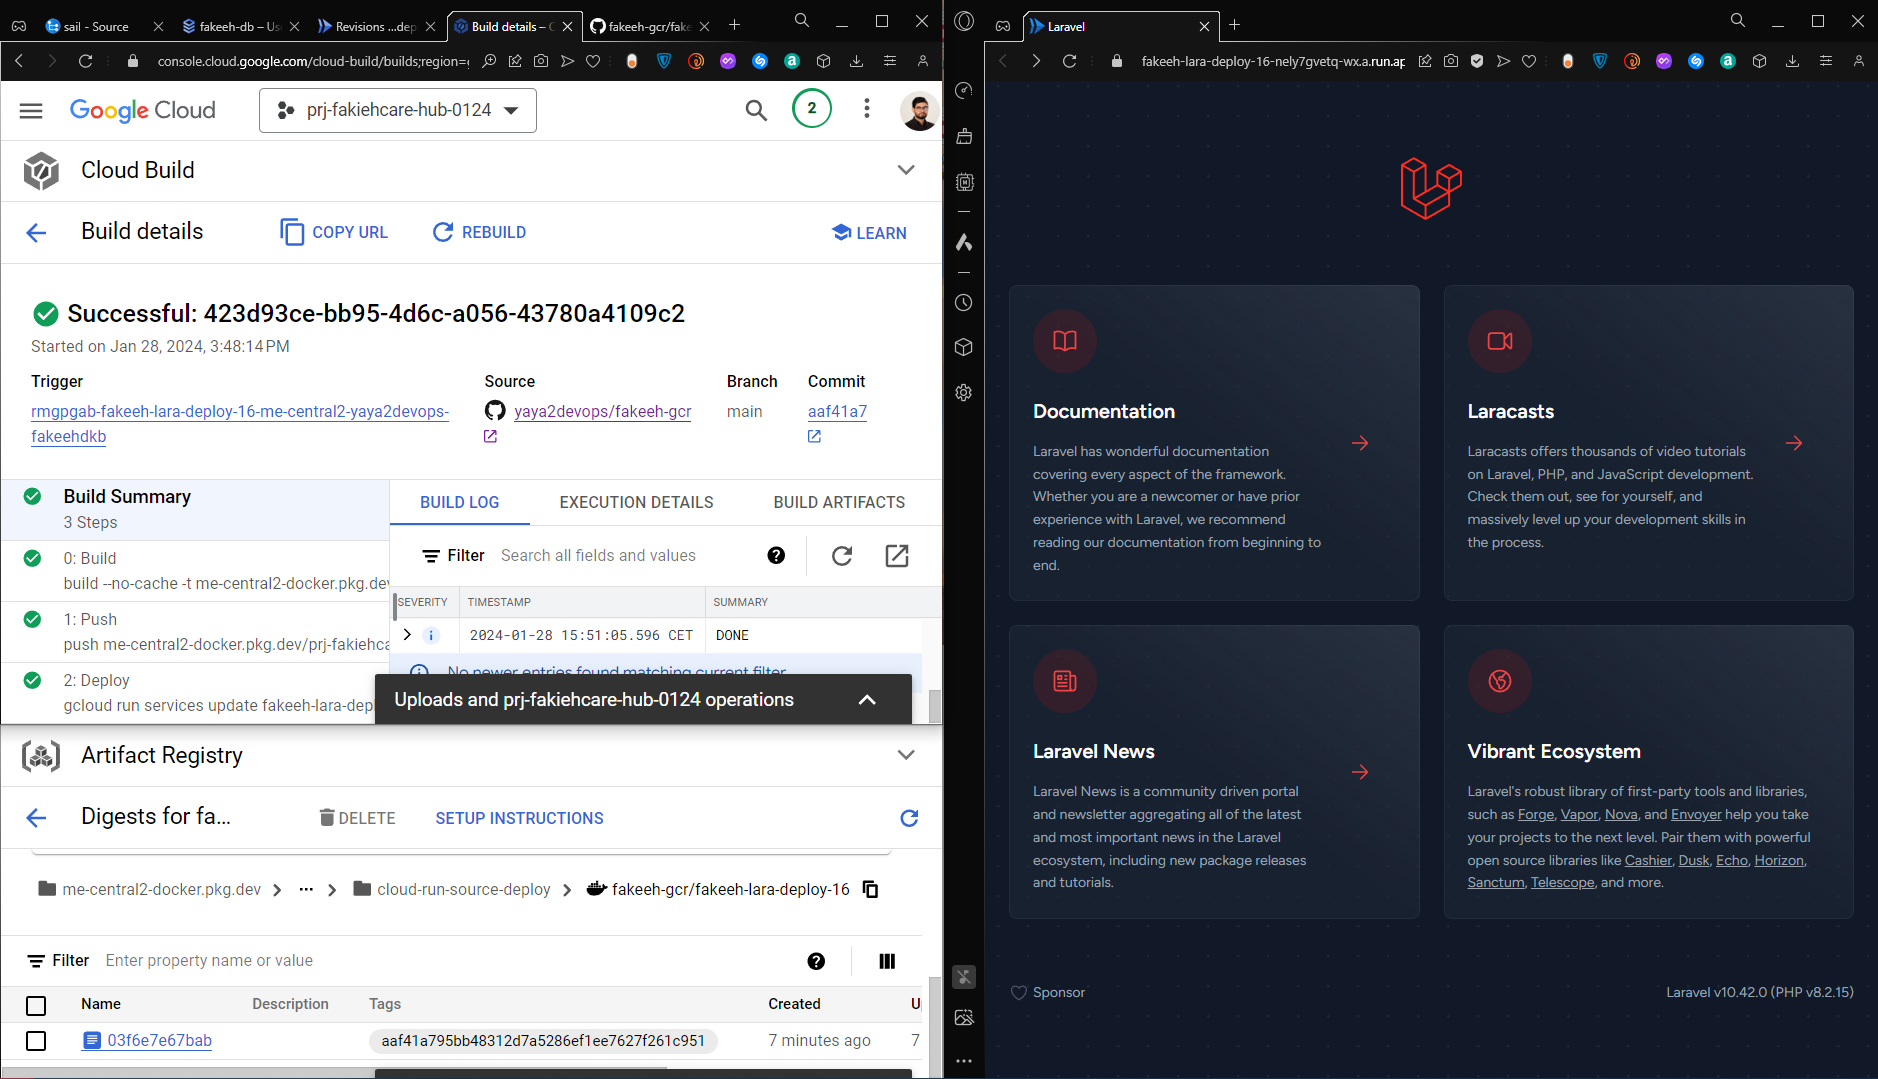 sail - Source
fakeeh-db – Us
Revisions ...dep
Build details – C
fakeeh-gcr/fake
console.cloud.google.com/cloud-build/builds;region=g
Google Cloud
prj-fakiehcare-hub-0124
2
Cloud Build
Build details
COPY URL
REBUILD
LEARN
Successful: 423d93ce-bb95-4d6c-a056-43780a4109c2
Started on Jan 28, 2024, 3:48:14 PM
Trigger
Source
Branch
Commit
rmgpgab-fakeeh-lara-deploy-16-me-central2-yaya2devops-
fakeehdkb
yaya2devops/fakeeh-gcr
main
aaf41a7
Build Summary
3 Steps
0: Build
build --no-cache -t me-central2-docker.pkg.dev
1: Push
push me-central2-docker.pkg.dev/prj-fakiehca
2: Deploy
gcloud run services update fakeeh-lara-dep
BUILD LOG
EXECUTION DETAILS
BUILD ARTIFACTS
Filter
Search all fields and values
SEVERITY
TIMESTAMP
SUMMARY
2024-01-28 15:51:05.596 CET
DONE
No newer entries found matching current filter
Uploads and prj-fakiehcare-hub-0124 operations
Artifact Registry
Digests for fa...
DELETE
SETUP INSTRUCTIONS
me-central2-docker.pkg.dev
...
cloud-run-source-deploy
fakeeh-gcr/fakeeh-lara-deploy-16
Filter
Enter property name or value
Name
Description
Tags
Created
03f6e7e67bab
aaf41a795bb48312d7a5286ef1ee7627f261c951
7 minutes ago
7
Laravel
fakeeh-lara-deploy-16-nely7gvetq-wx.a.run.ap
Documentation
Laravel has wonderful documentation
covering every aspect of the framework.
Whether you are a newcomer or have prior
experience with Laravel, we recommend
reading our documentation from beginning to
end.
Laracasts
Laracasts offers thousands of video tutorials
on Laravel, PHP, and JavaScript development.
Check them out, see for yourself, and
massively level up your development skills in
the process.
Laravel News
Laravel News is a community driven portal
and newsletter aggregating all of the latest
and most important news in the Laravel
ecosystem, including new package releases
and tutorials.
Vibrant Ecosystem
Laravel's robust library of first-party tools and libraries,
such as Forge, Vapor, Nova, and Envoyer help you take
your projects to the next level. Pair them with powerful
open source libraries like Cashier, Dusk, Echo, Horizon,
Sanctum, Telescope, and more.
Sponsor
Laravel v10.42.0 (PHP v8.2.15)